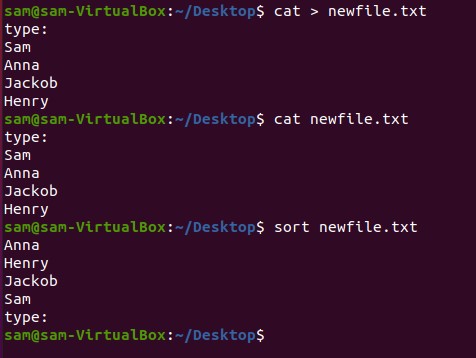 sam@sam-VirtualBox:~/Desktop$ cat > newfile.txt
type:
Sam
Anna
Jackob
Henry
sam@sam-VirtualBox:~/Desktop$ cat newfile.txt
type:
Sam
Anna
Jackob
Henry
sam@sam-VirtualBox:~/Desktop$ sort newfile.txt
Anna
Henry
Jackob
Sam
type:
sam@sam-VirtualBox:~/Desktop$